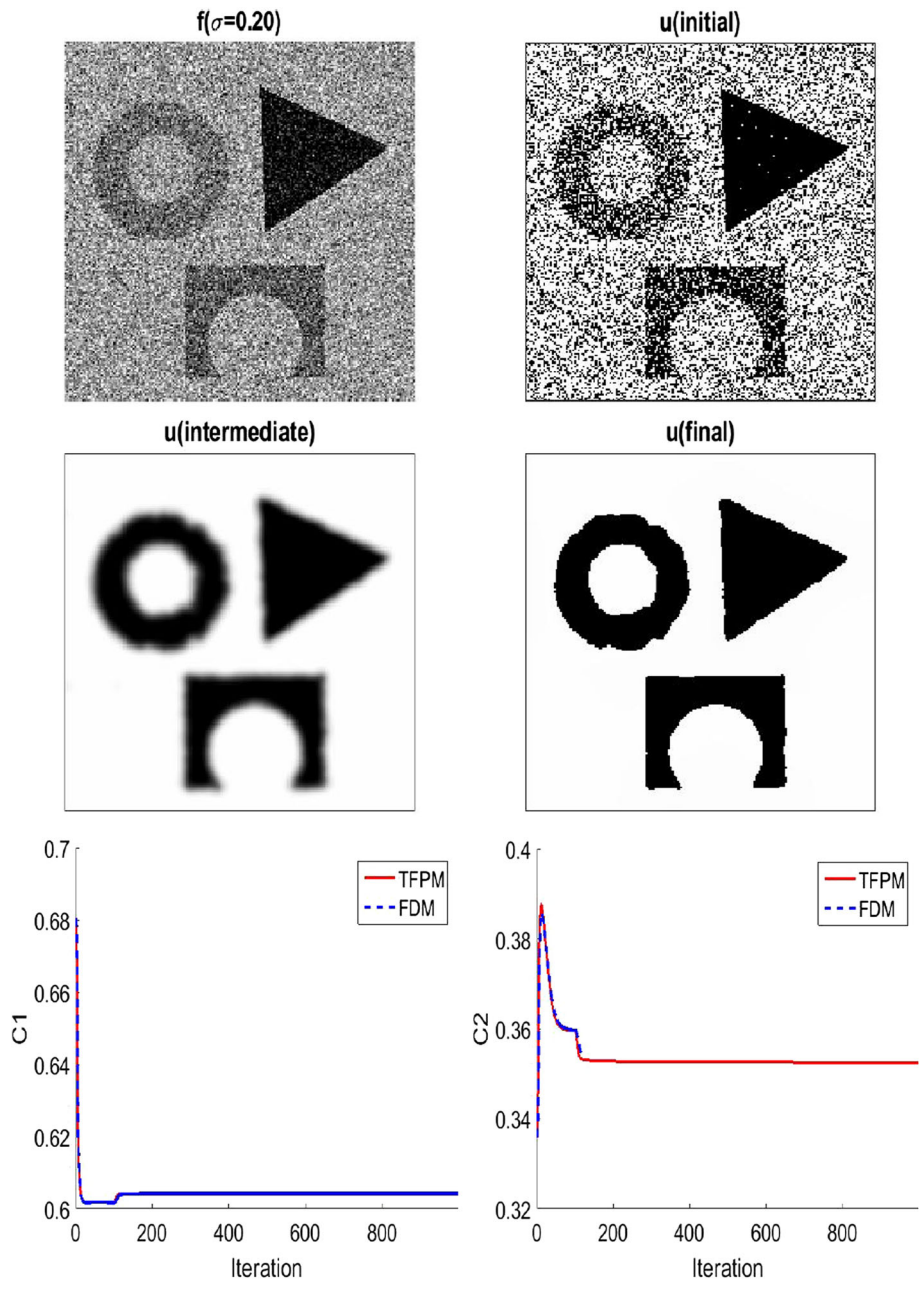 f(σ=0.20)
u(initial)
u(intermediate)
u(final)
0.7
0.68
0.66
0.64
0.62
0.6
C1
0
200
400
600
800
Iteration
TFPM
FDM
0.4
0.38
0.36
0.34
0.32
C2
0
200
400
600
800
Iteration
TFPM
FDM